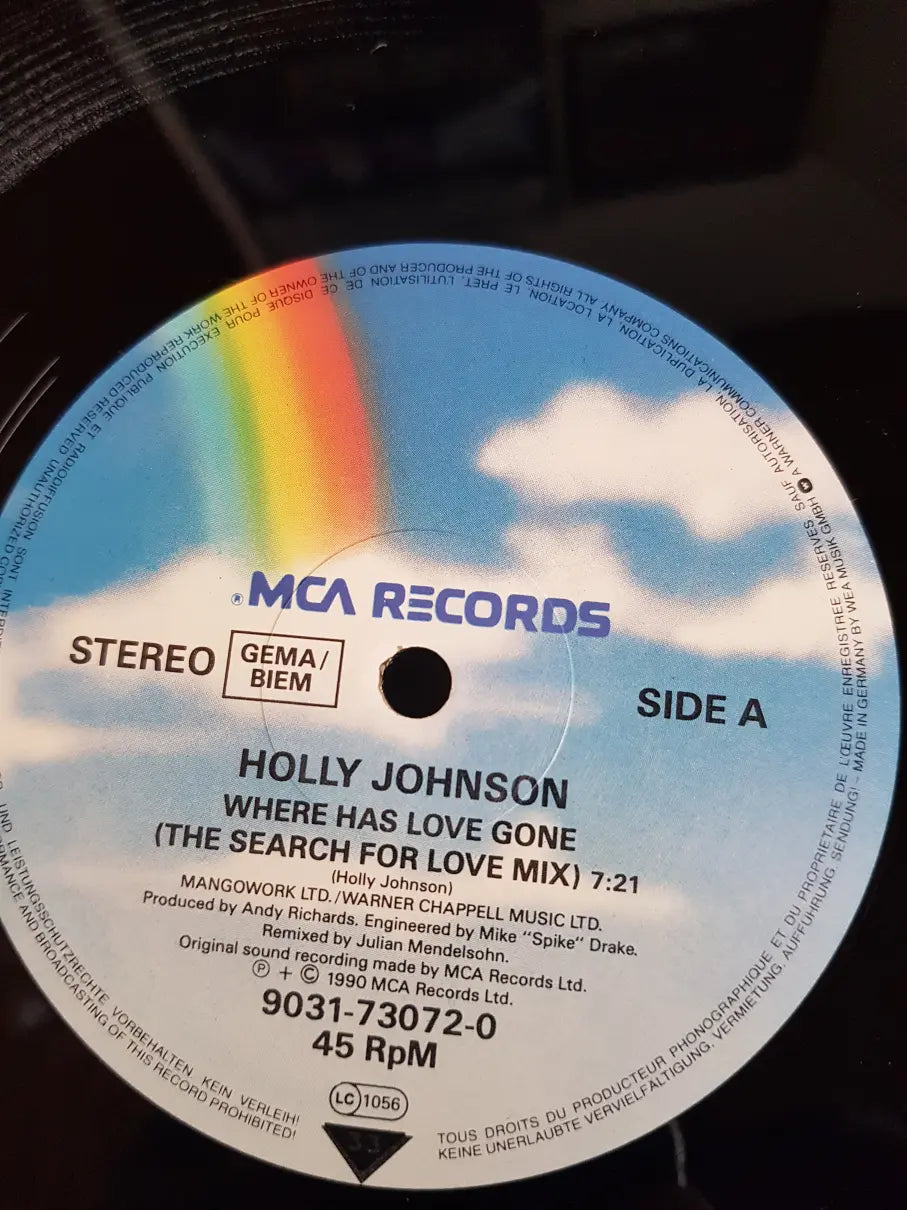 ® MCA RECORDS
STEREO
GEMA/
BIEM
SIDE A
HOLLY JOHNSON
WHERE HAS LOVE GONE
(THE SEARCH FOR LOVE MIX) 7:21
(Holly Johnson)
MANGOWORK LTD./WARNER CHAPPELL MUSIC LTD.
Produced by Andy Richards. Engineered by Mike "Spike" Drake.
Remixed by Julian Mendelsohn.
Original sound recording made by MCA Records Ltd.
Ⓟ + © 1990 MCA Records Ltd.
9031-73072-0
45 RpM
LC 1056
33
TOUS DROITS DU PRODUCTEUR PHONOGRAPHIQUE ET DU PROPRIETAIRE DE L'ŒUVRE ENREGISTREE RESERVES SAUF AUTORISATION, LA DUPLICATION, LA LOCATION, LE PRET, L'UTILISATION DE CE DISQUE POUR EXECUTION PUBLIQUE ET RADIODIFFUSION SONT
KEINE UNERLAUBTE VERVIELFÄLTIGUNG, VERMIETUNG, AUFFÜHRUNG, SENDUNG! – MADE IN GERMANY BY WEA MUSIK GMBH A WARNER COMMUNICATIONS COMPANY ALL RIGHTS OF THE PRODUCER AND OF THE OWNER OF THE WORK REPRODUCED RESERVED UNAUTHORIZED
UND LEISTUNGSSCHUTZRECHTE VORBEHALTEN KEIN VERLEIH!
AND BROADCASTING OF THIS RECORD PROHIBITED!